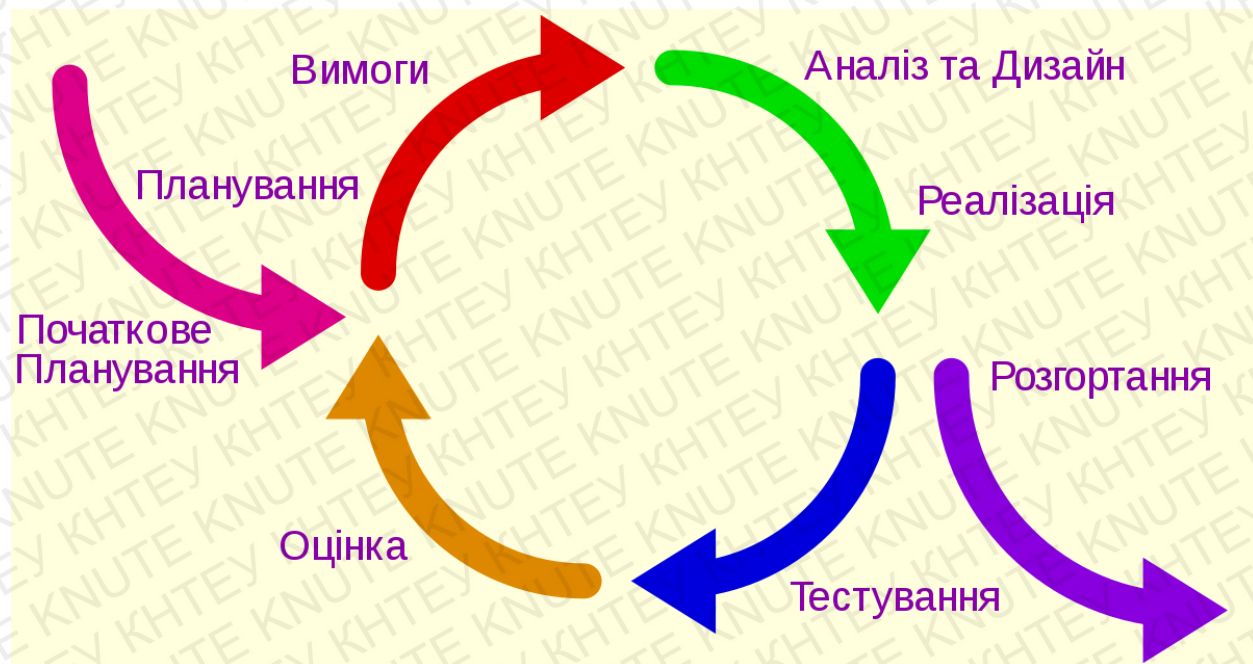 Вимоги
Аналіз та Дизайн
Планування
Реалізація
Початкове
Планування
Розгортання
Оцінка
Тестування
КНТЕУ KNUTE